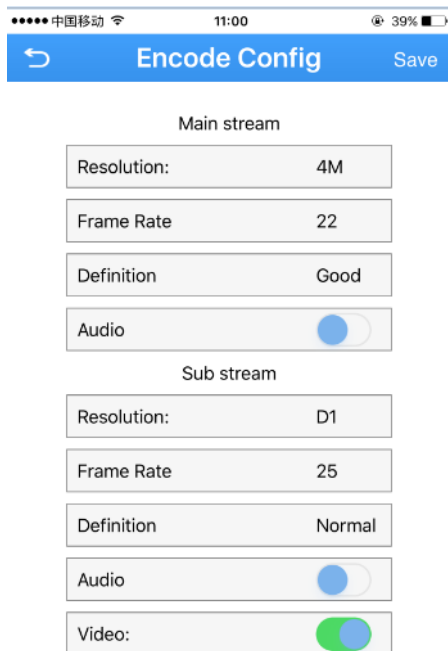 中国移动 11:00 39%
Encode Config Save
Main stream
Resolution: 4M
Frame Rate 22
Definition Good
Audio
Sub stream
Resolution: D1
Frame Rate 25
Definition Normal
Audio
Video: